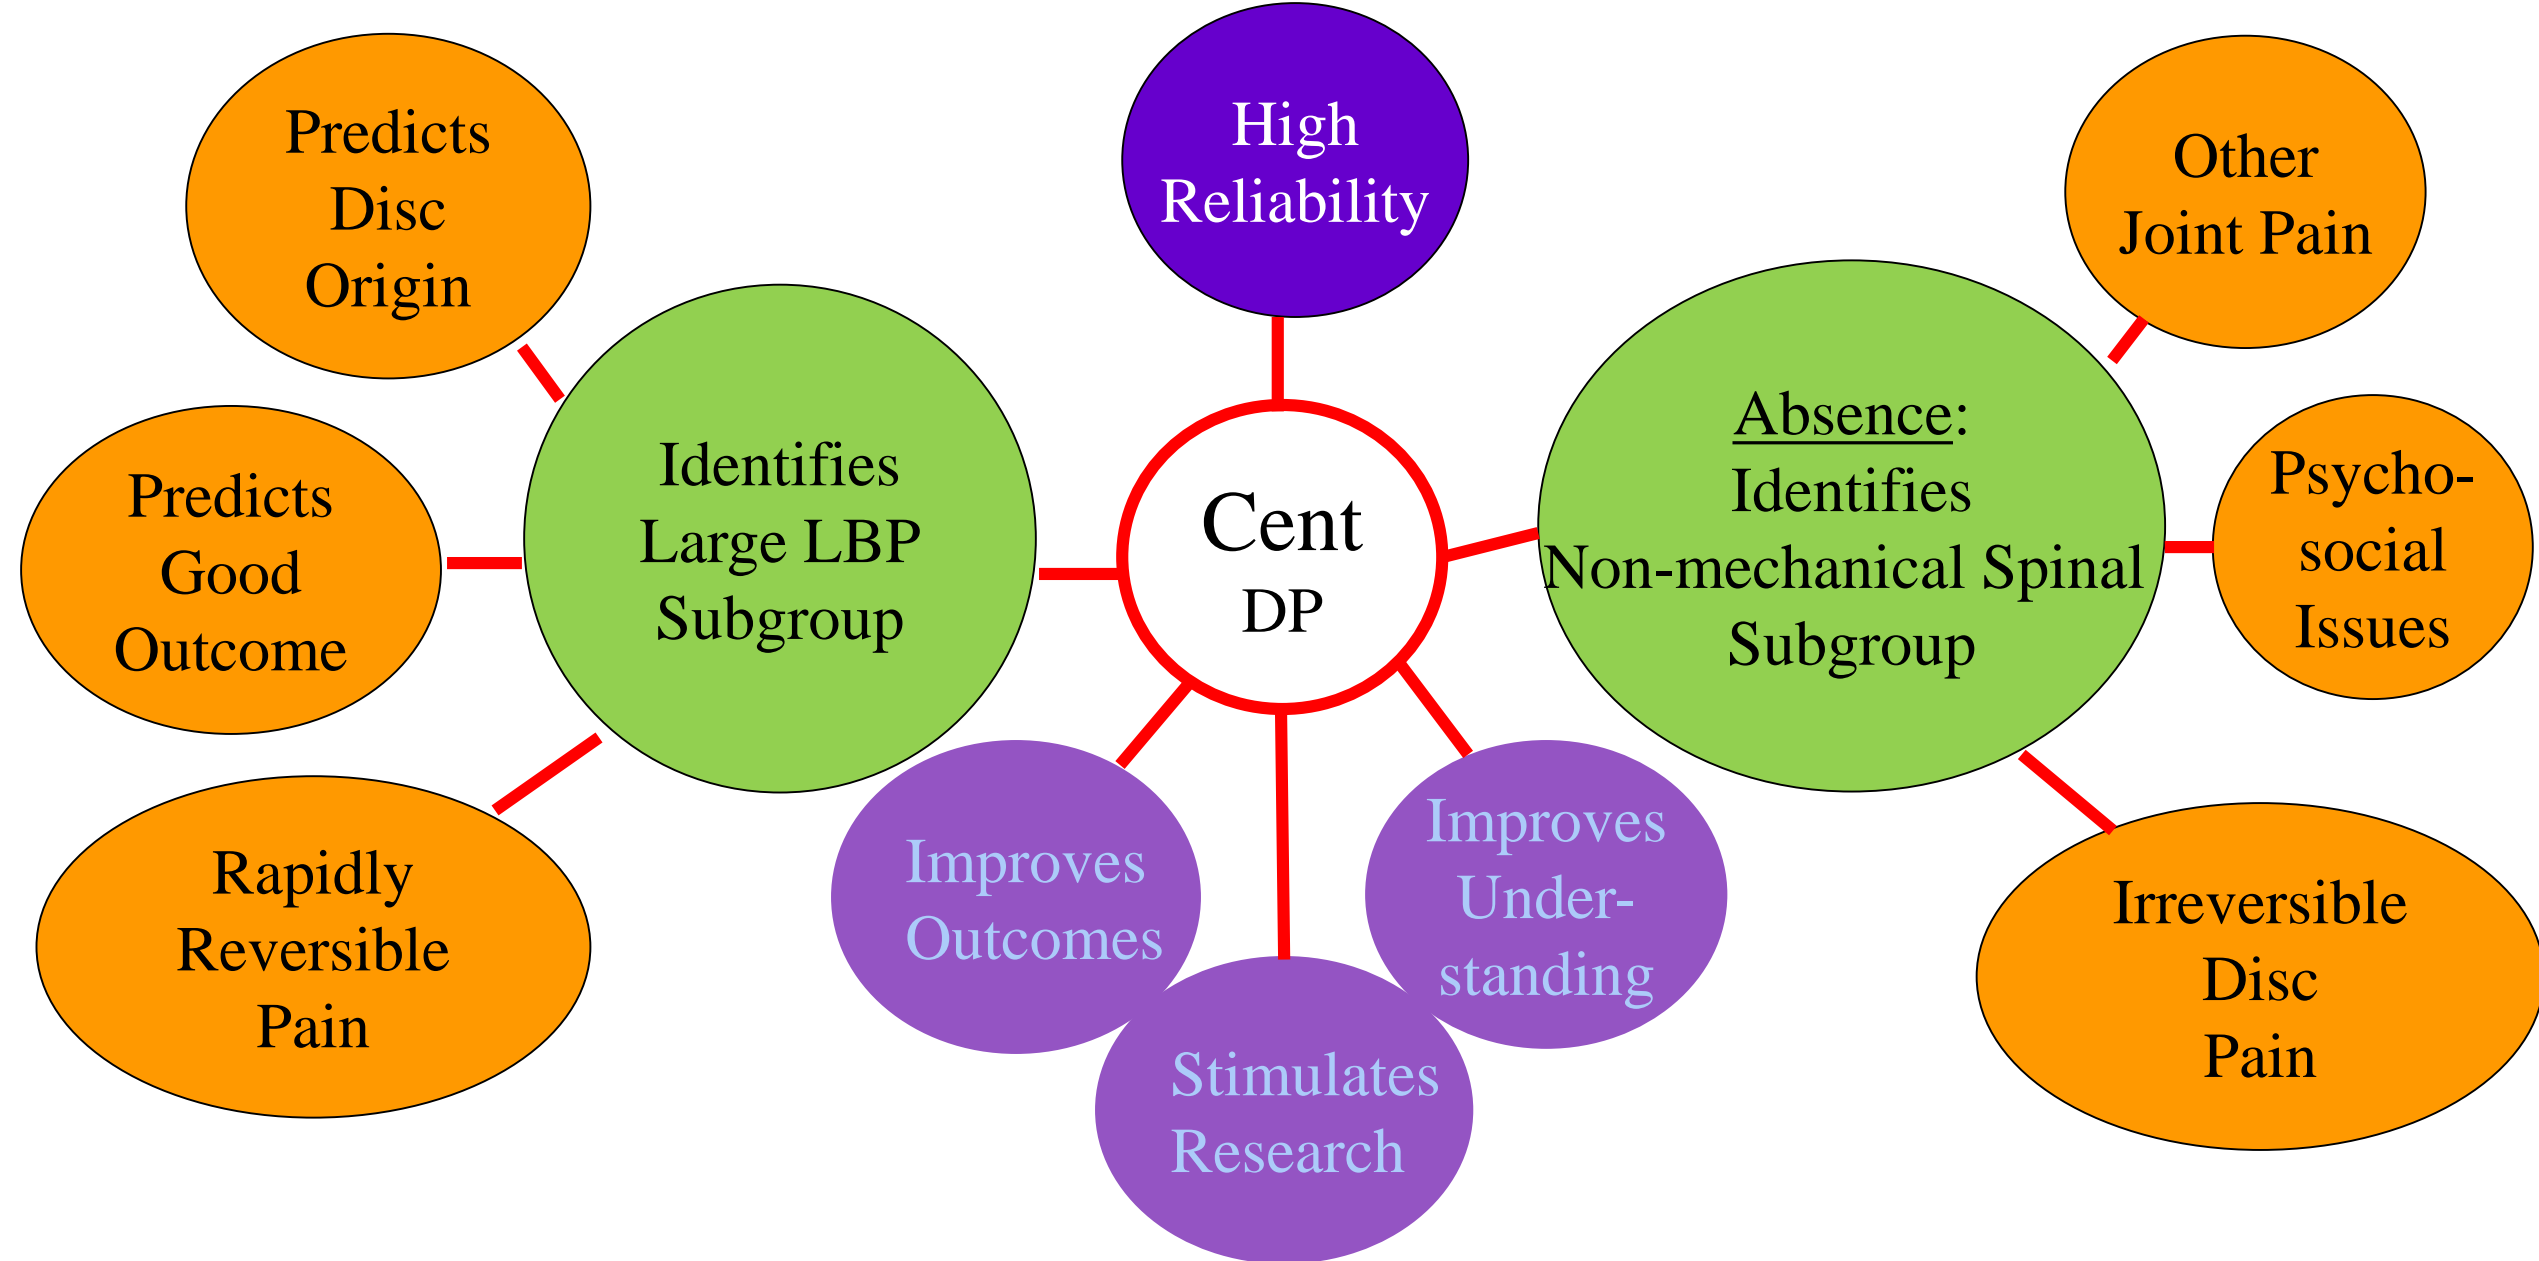 Predicts
Disc
Origin
Predicts
Good
Outcome
Rapidly
Reversible
Pain
Identifies
Large LBP
Subgroup
High
Reliability
Cent
DP
Improves
Outcomes
Stimulates
Research
Improves
Under-
standing
Absence:
Identifies
Non-mechanical Spinal
Subgroup
Other
Joint Pain
Psycho-
social
Issues
Irreversible
Disc
Pain